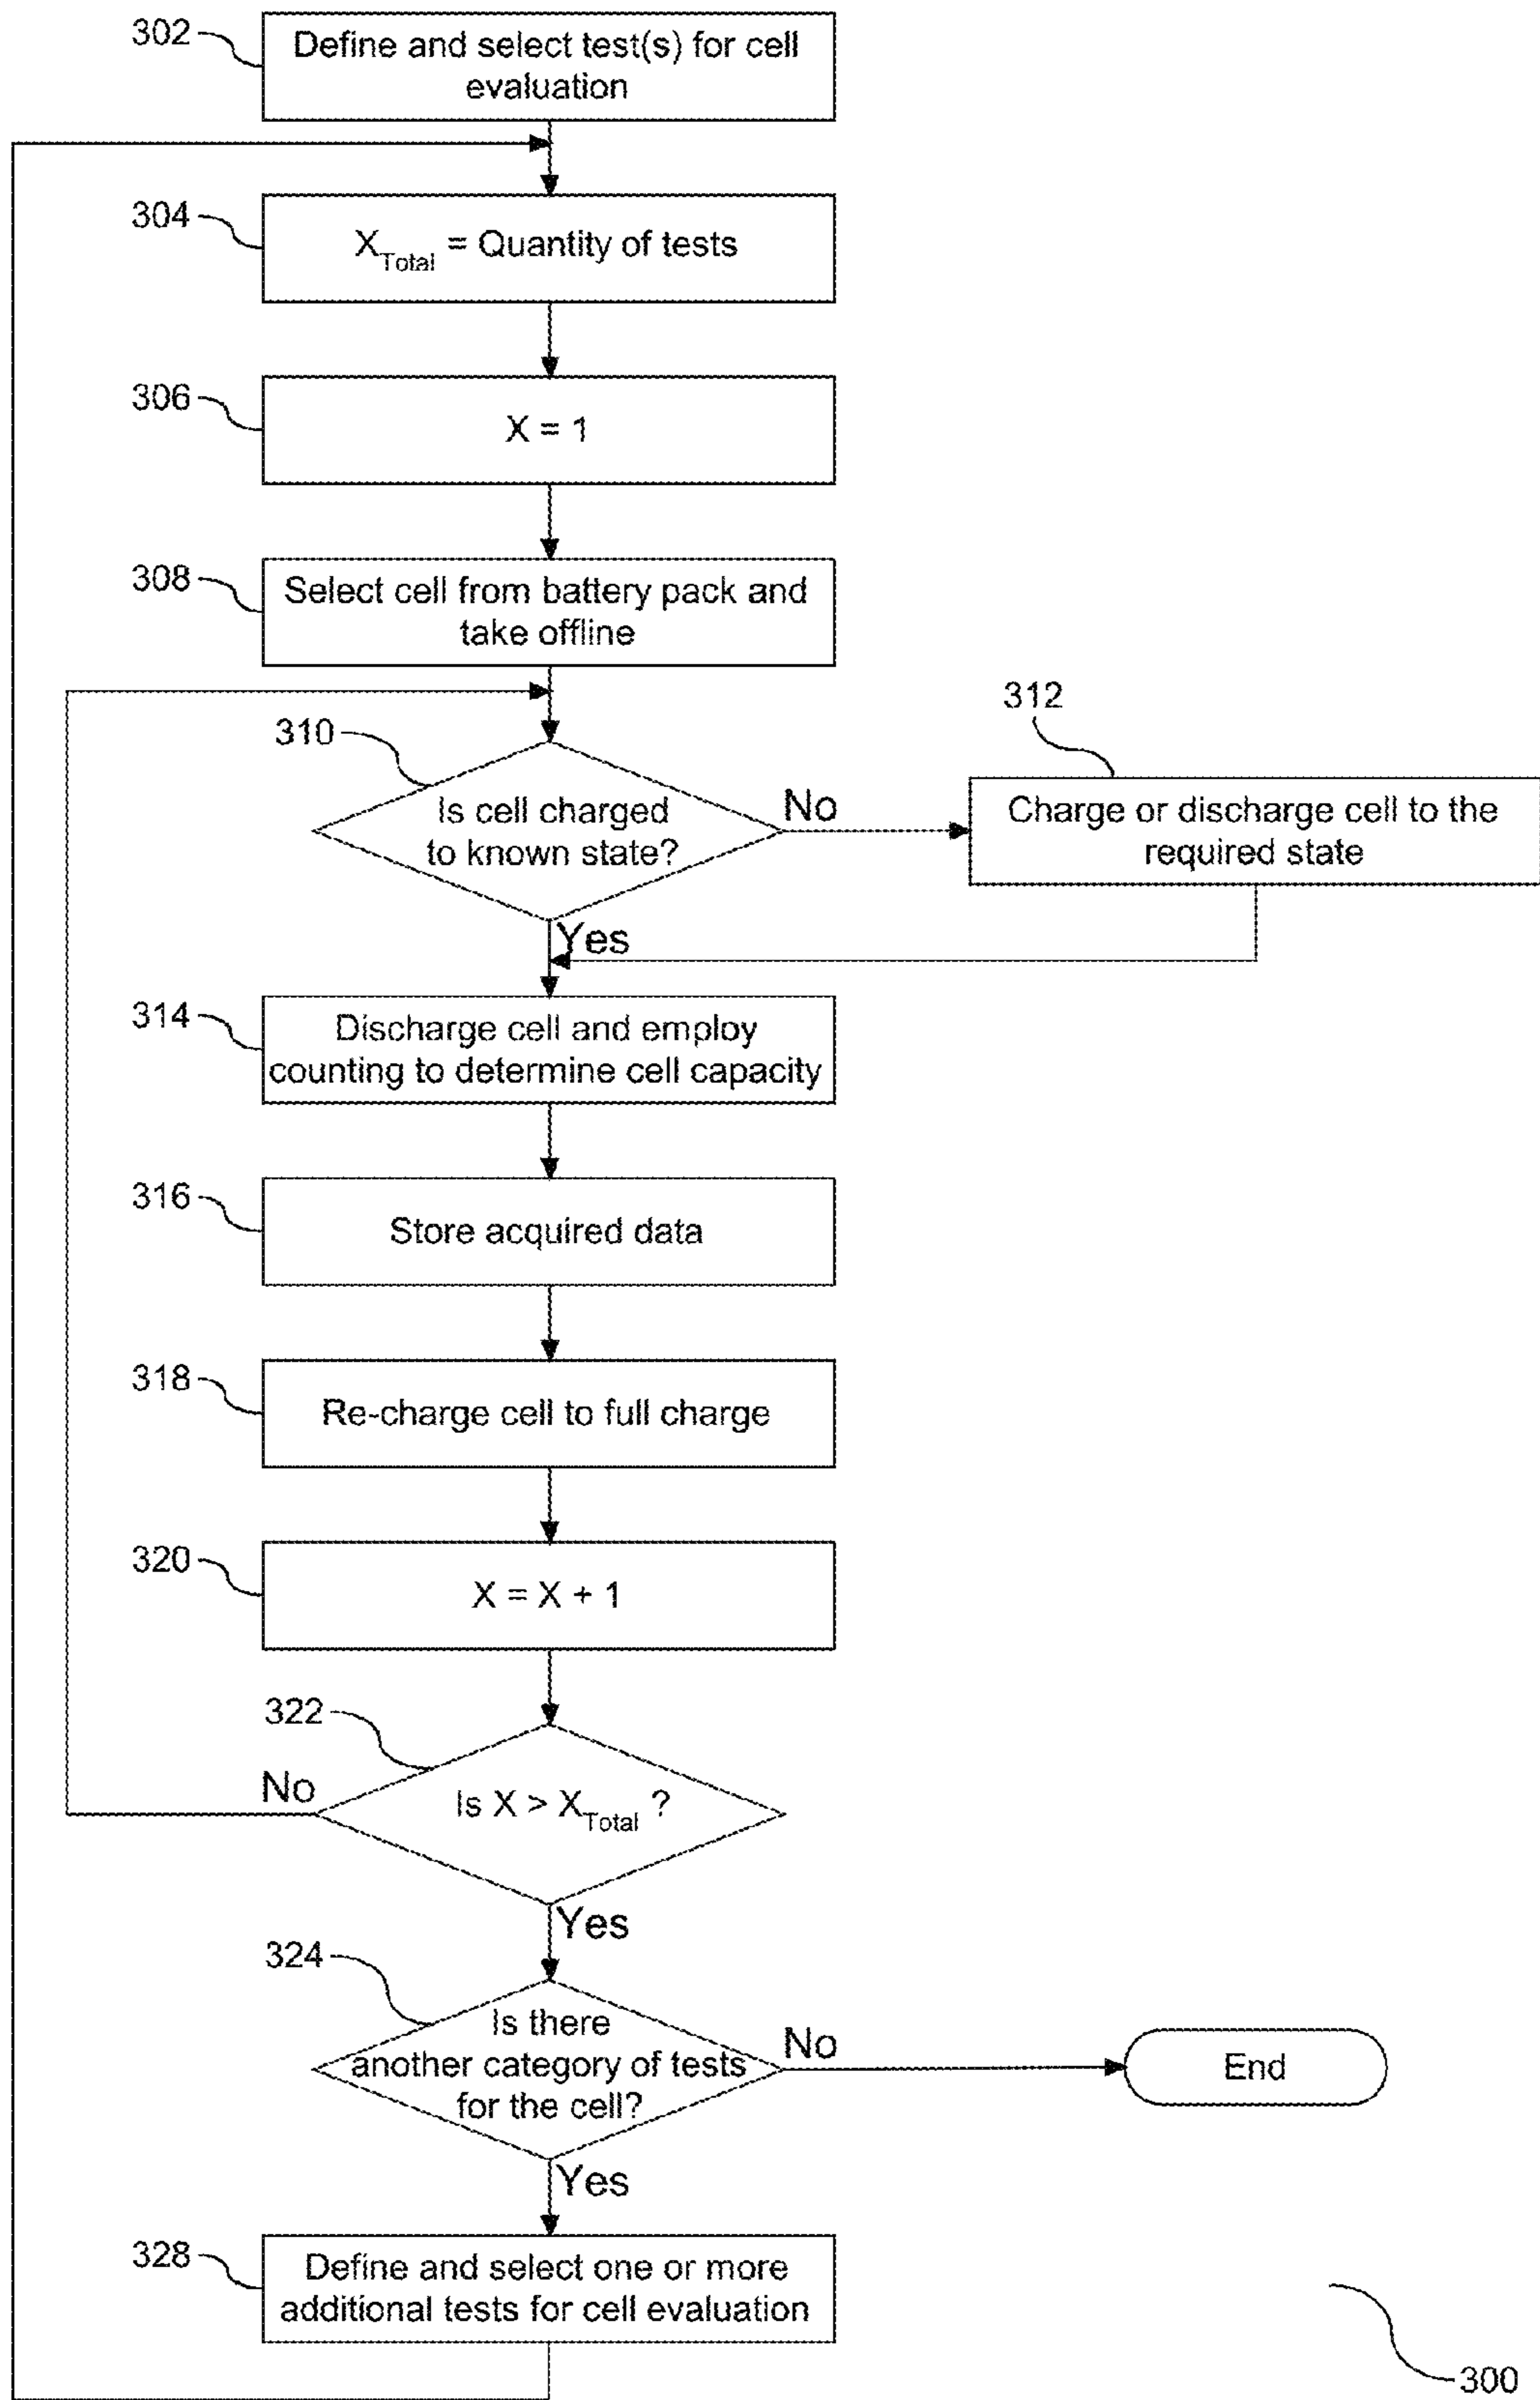 302
Define and select test(s) for cell
evaluation
304
X_Total = Quantity of tests
306
X = 1
308
Select cell from battery pack and
take offline
310
Is cell charged
to known state?
No
312
Charge or discharge cell to the
required state
Yes
314
Discharge cell and employ
counting to determine cell capacity
316
Store acquired data
318
Re-charge cell to full charge
320
X = X + 1
322
No
Is X > X_Total ?
Yes
324
Is there
another category of tests
for the cell?
No
End
Yes
328
Define and select one or more
additional tests for cell evaluation
300